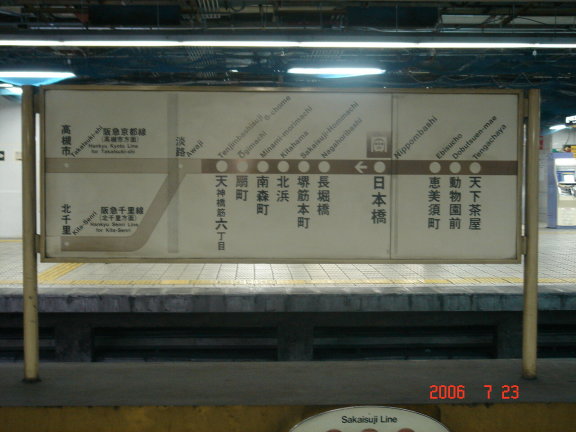 高槻市
Takatsuki-shi
阪急京都線
(高槻市方面)
Hankyu Kyoto Line
for Takatsuki-shi
淡路
Awaji
北千里
Kita-Senri
阪急千里線
(北千里方面)
Hankyu Senri Line
for Kita-Senri
天神橋筋六丁目
Tenjimbashisuji 6-chome
扇町
Ogimachi
南森町
Minami-morimachi
北浜
Kitahama
堺筋本町
Sakaisuji-Hommachi
長堀橋
Nagahoribashi
日本橋
Nippombashi
恵美須町
Ebisucho
動物園前
Dobutsuen-mae
天下茶屋
Tengachaya
2006 7 23
Sakaisuji Line